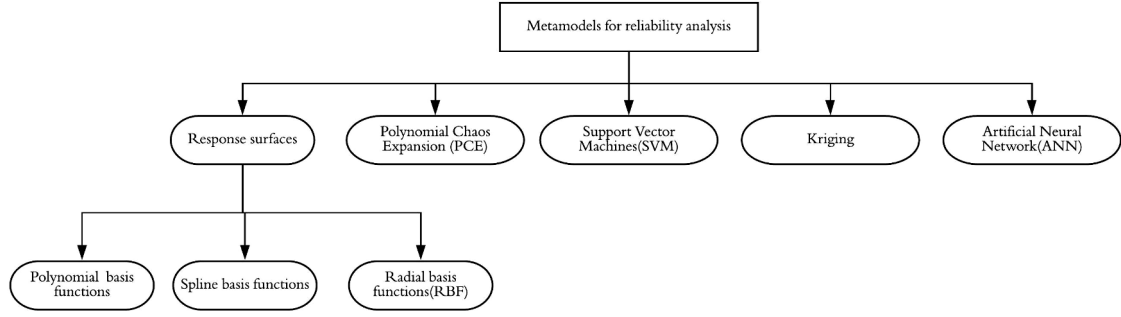 Metamodels for reliability analysis
Response surfaces
Polynomial Chaos
Expansion (PCE)
Support Vector
Machines(SVM)
Kriging
Artificial Neural
Network(ANN)
Polynomial basis
functions
Spline basis functions
Radial basis
functions(RBF)